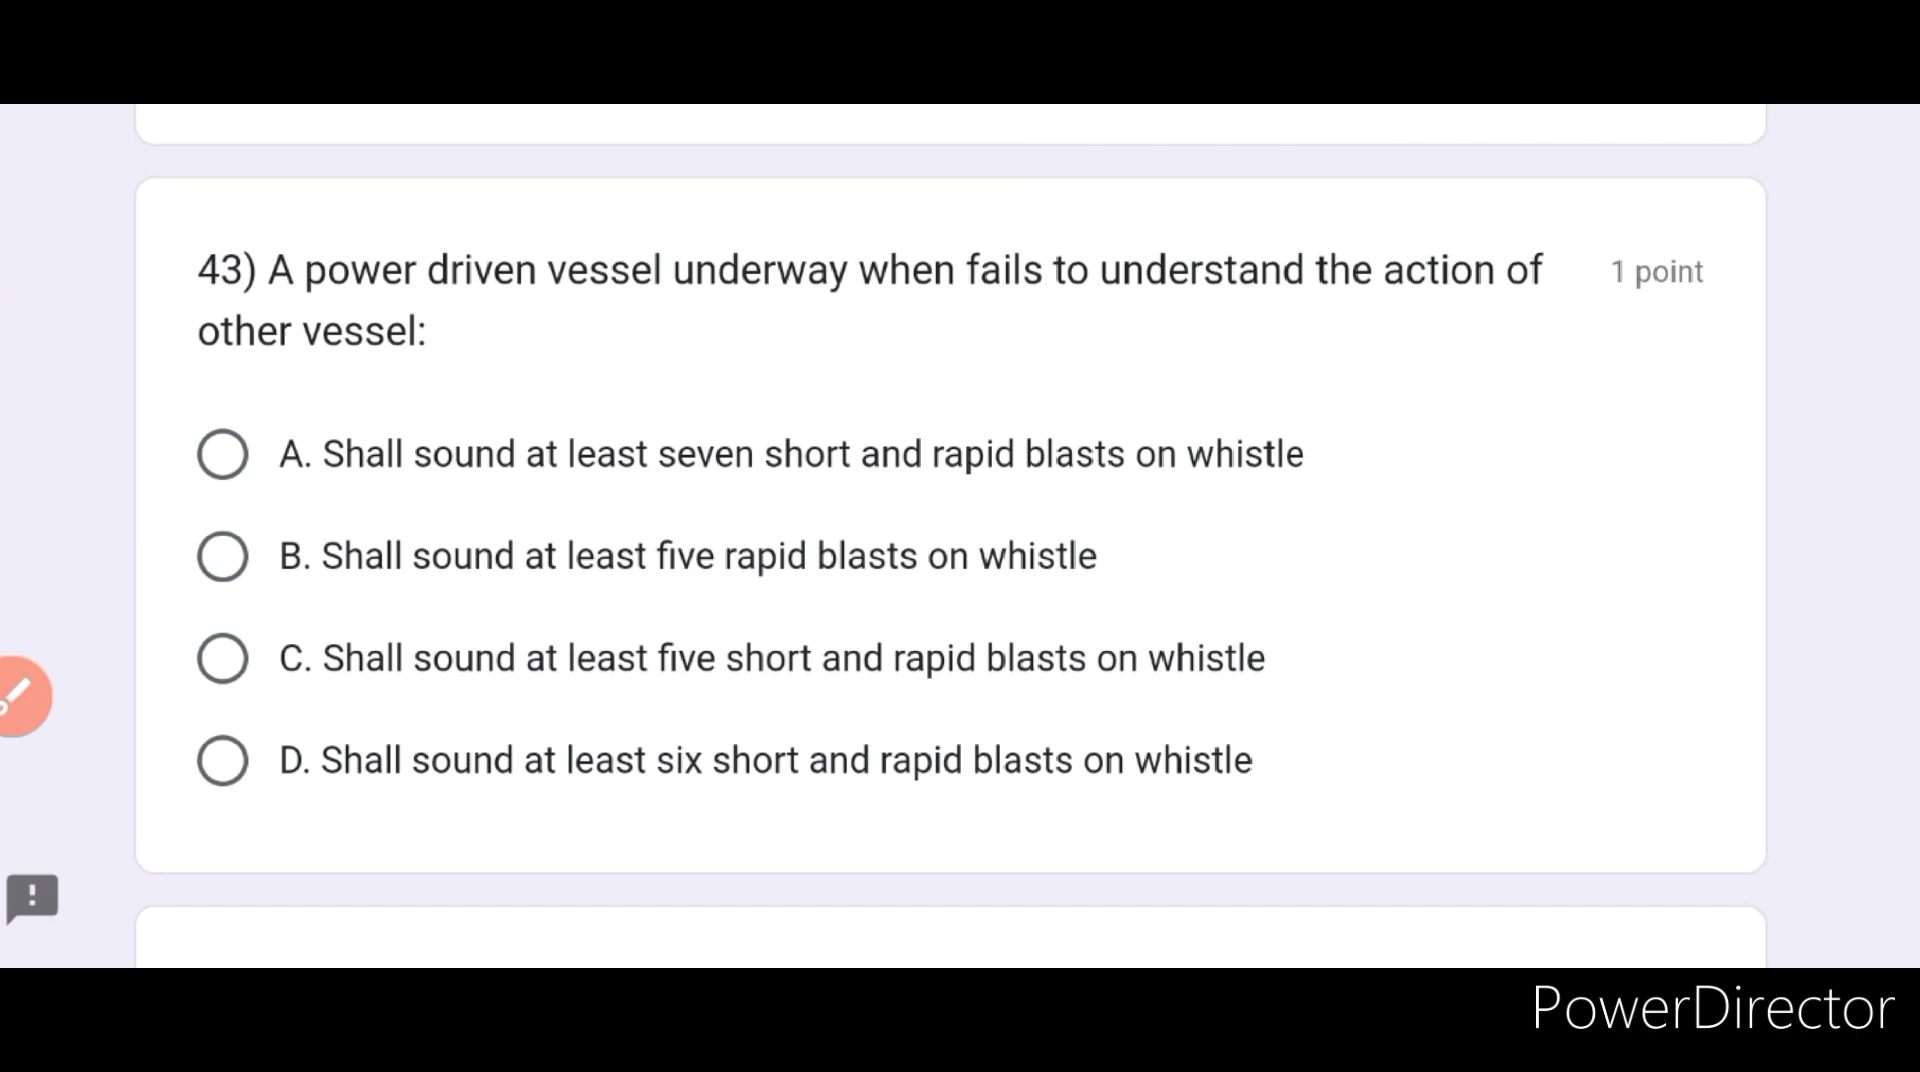 43) A power driven vessel underway when fails to understand the action of
other vessel:
1 point
A. Shall sound at least seven short and rapid blasts on whistle
B. Shall sound at least five rapid blasts on whistle
C. Shall sound at least five short and rapid blasts on whistle
D. Shall sound at least six short and rapid blasts on whistle
PowerDirector